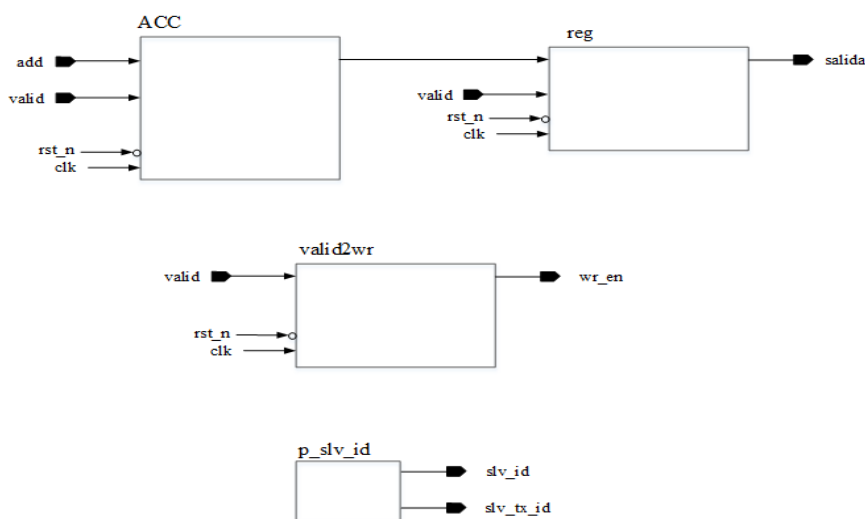 ACC
add
valid
rst_n
clk
reg
valid
rst_n
clk
salida
valid2wr
valid
rst_n
clk
wr_en
p_slv_id
slv_id
slv_tx_id